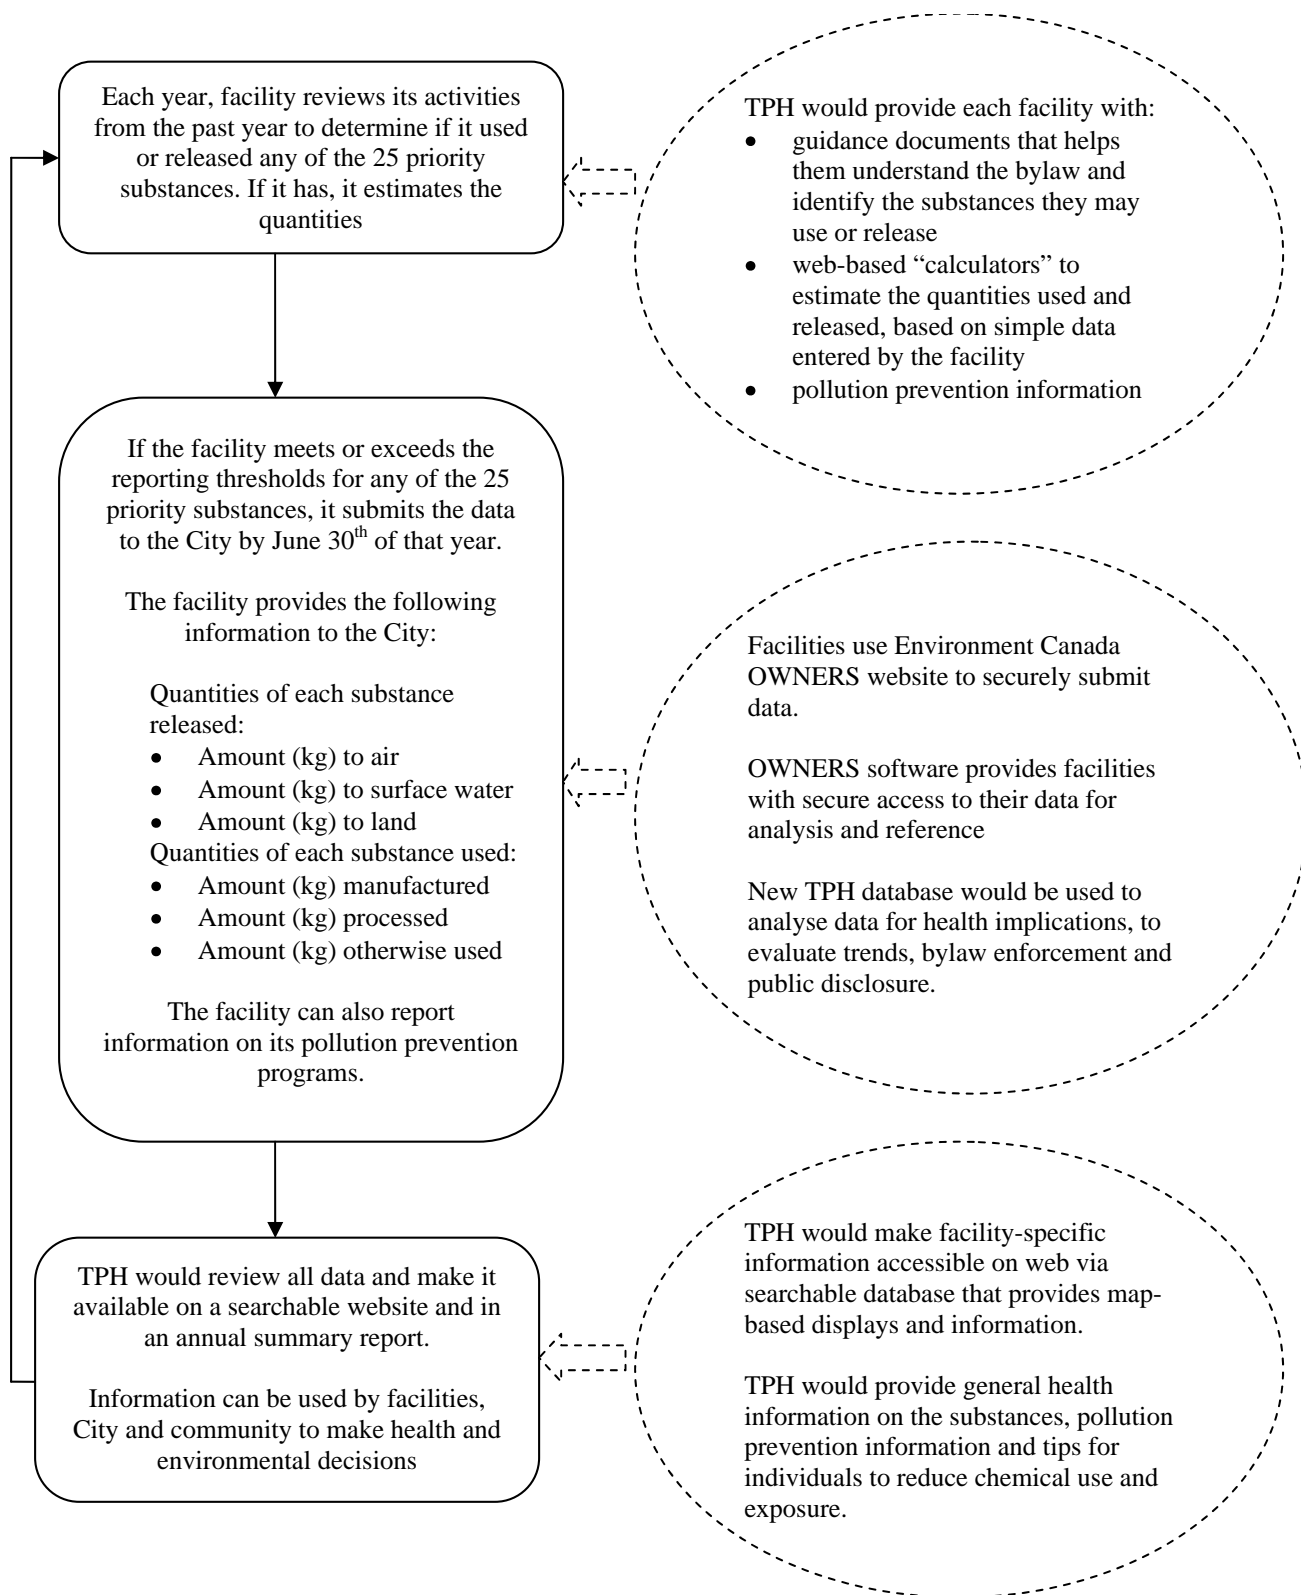 Each year, facility reviews its activities
from the past year to determine if it used
or released any of the 25 priority
substances. If it has, it estimates the
quantities
TPH would provide each facility with:
• guidance documents that helps
them understand the bylaw and
identify the substances they may
use or release
• web-based “calculators” to
estimate the quantities used and
released, based on simple data
entered by the facility
• pollution prevention information
If the facility meets or exceeds the
reporting thresholds for any of the 25
priority substances, it submits the data
to the City by June 30th of that year.
The facility provides the following
information to the City:
Quantities of each substance
released:
• Amount (kg) to air
• Amount (kg) to surface water
• Amount (kg) to land
Quantities of each substance used:
• Amount (kg) manufactured
• Amount (kg) processed
• Amount (kg) otherwise used
The facility can also report
information on its pollution prevention
programs.
Facilities use Environment Canada
OWNERS website to securely submit
data.
OWNERS software provides facilities
with secure access to their data for
analysis and reference
New TPH database would be used to
analyse data for health implications, to
evaluate trends, bylaw enforcement and
public disclosure.
TPH would review all data and make it
available on a searchable website and in
an annual summary report.
Information can be used by facilities,
City and community to make health and
environmental decisions
TPH would make facility-specific
information accessible on web via
searchable database that provides map-
based displays and information.
TPH would provide general health
information on the substances, pollution
prevention information and tips for
individuals to reduce chemical use and
exposure.